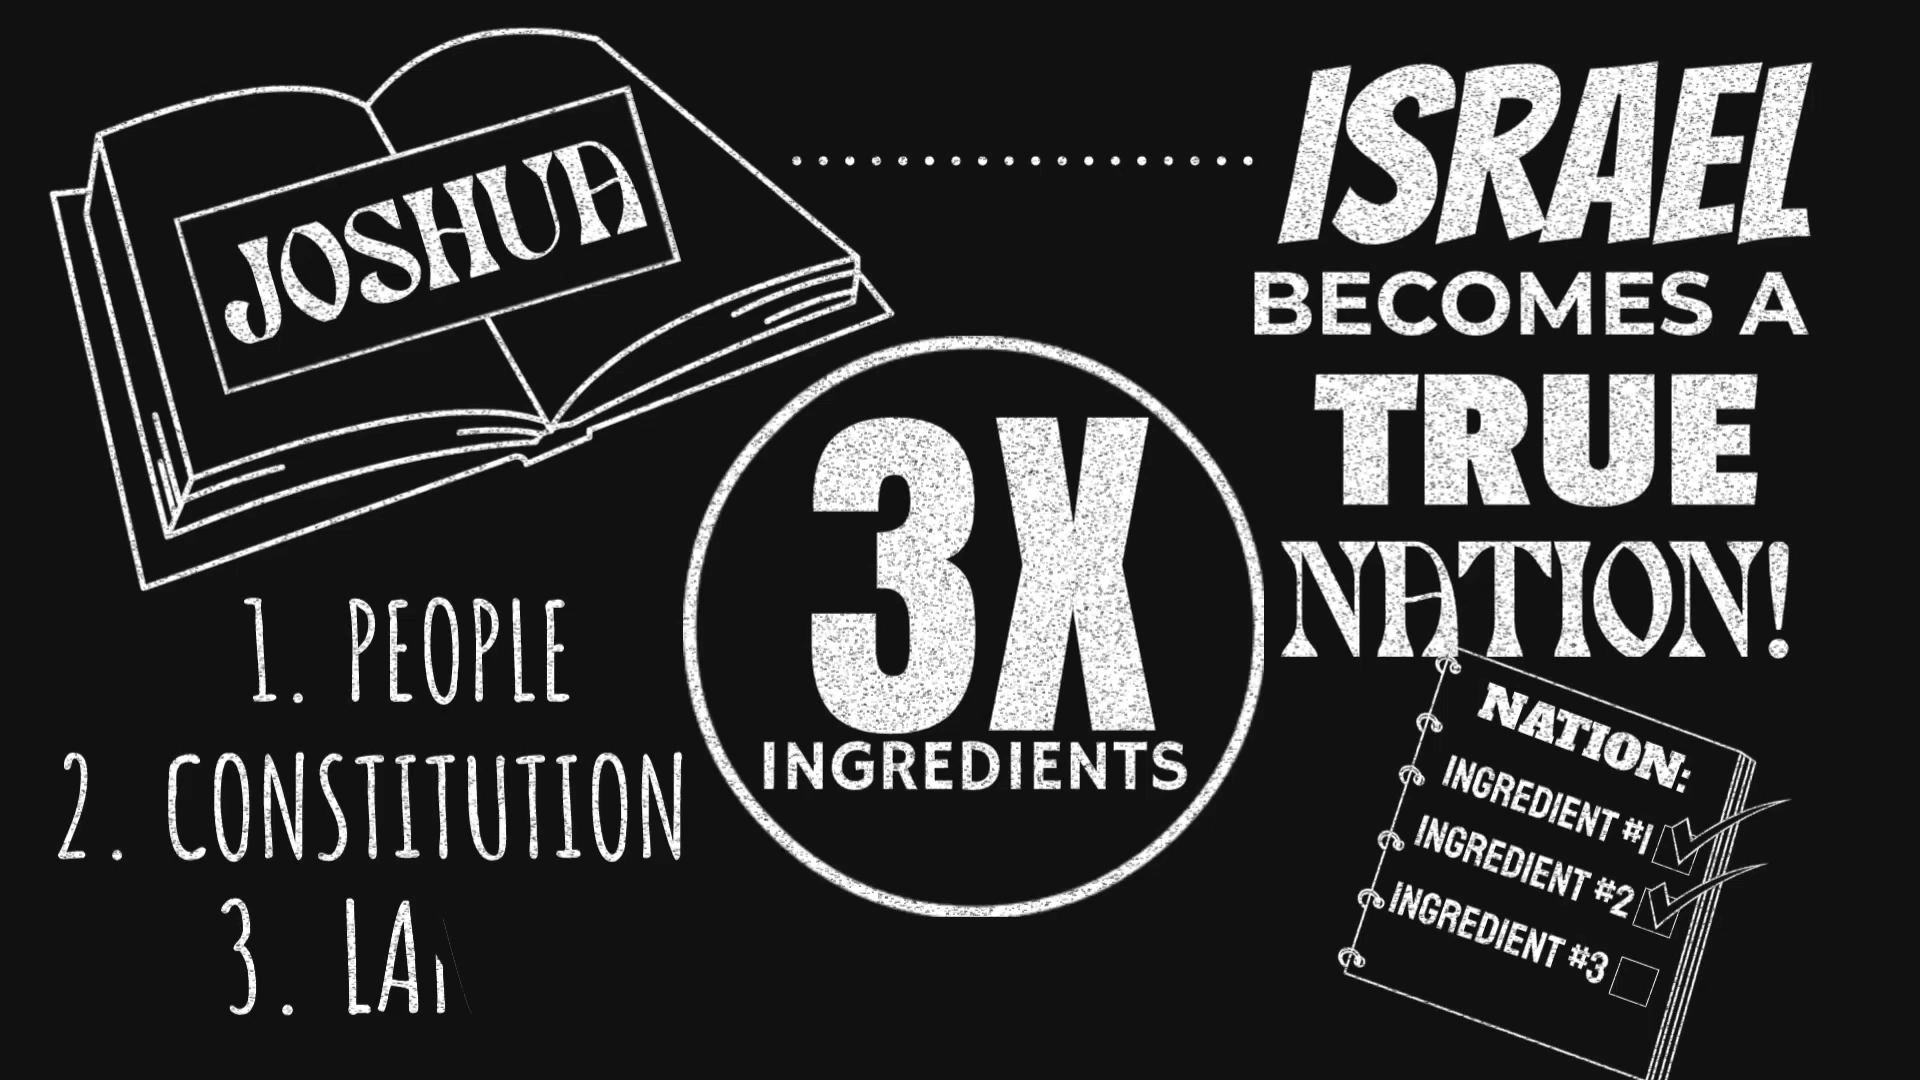 JOSHUA
ISRAEL
BECOMES A
TRUE
NATION!
3X
INGREDIENTS
1. PEOPLE
2. CONSTITUTION
3.
NATION:
INGREDIENT #1
INGREDIENT #2
INGREDIENT #3